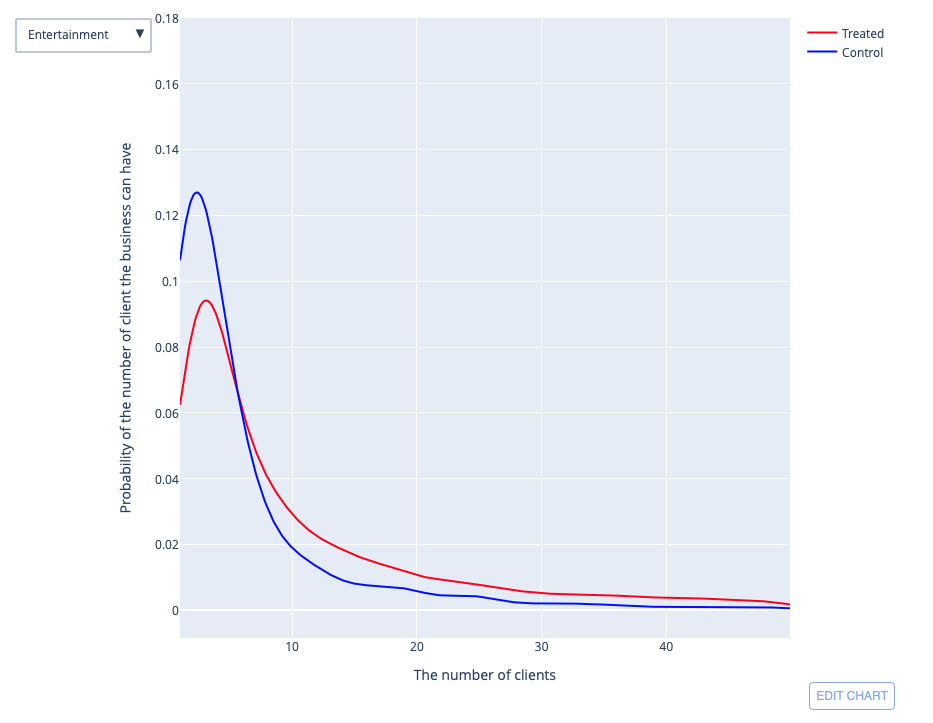 Entertainment ▼
Treated
Control
0.18
0.16
0.14
0.12
0.1
0.08
0.06
0.04
0.02
0
Probability of the number of client the business can have
10 20 30 40
The number of clients
EDIT CHART